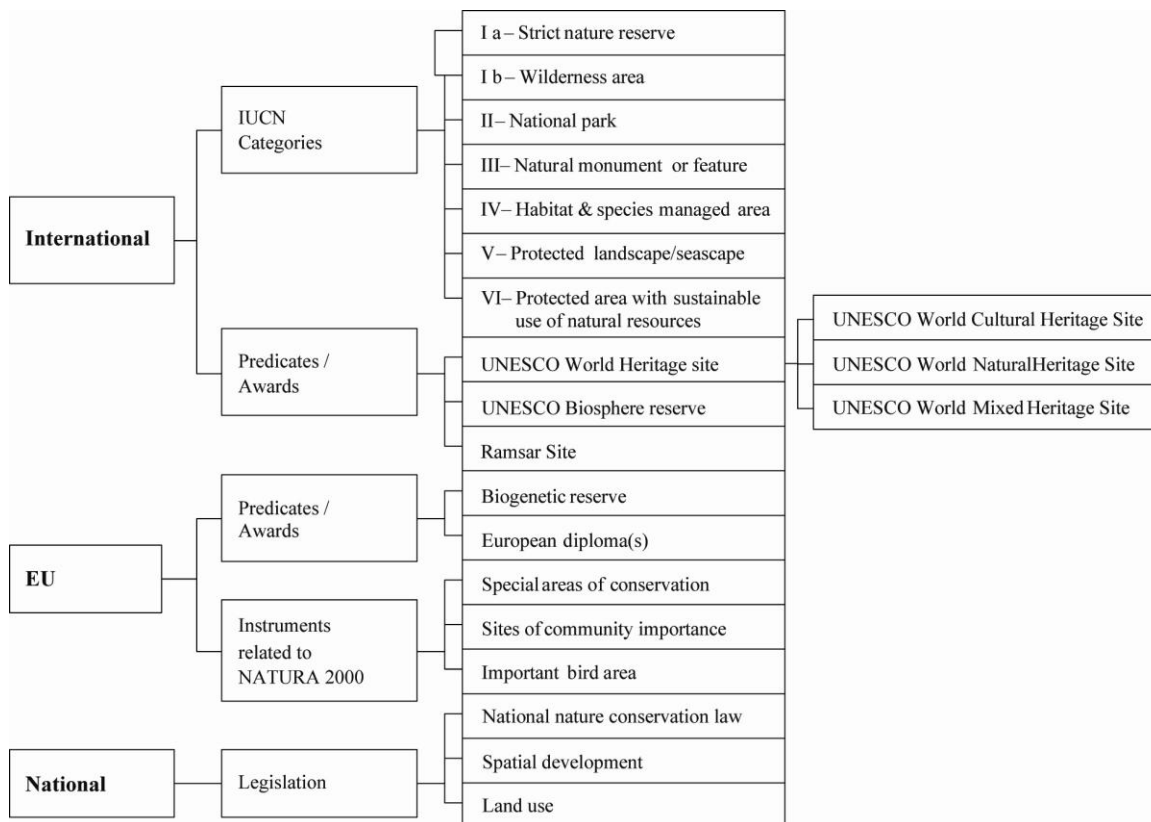 International
IUCN
Categories
I a – Strict nature reserve
I b – Wilderness area
II – National park
III – Natural monument or feature
IV – Habitat & species managed area
V – Protected landscape/seascape
VI – Protected area with sustainable
use of natural resources
Predicates /
Awards
UNESCO World Heritage site
UNESCO Biosphere reserve
Ramsar Site
UNESCO World Cultural Heritage Site
UNESCO World NaturalHeritage Site
UNESCO World Mixed Heritage Site
EU
Predicates /
Awards
Biogenetic reserve
European diploma(s)
Instruments
related to
NATURA 2000
Special areas of conservation
Sites of community importance
Important bird area
National
Legislation
National nature conservation law
Spatial development
Land use